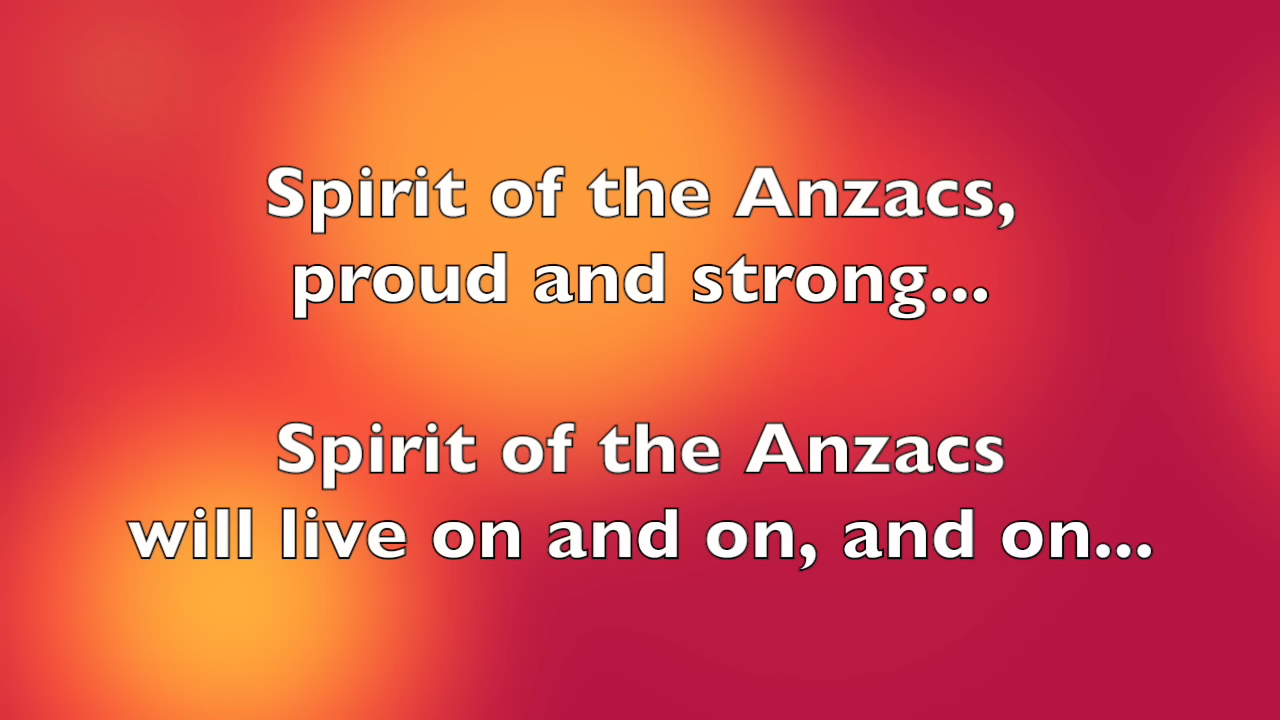 Spirit of the Anzacs,
proud and strong...
Spirit of the Anzacs
will live on and on, and on...